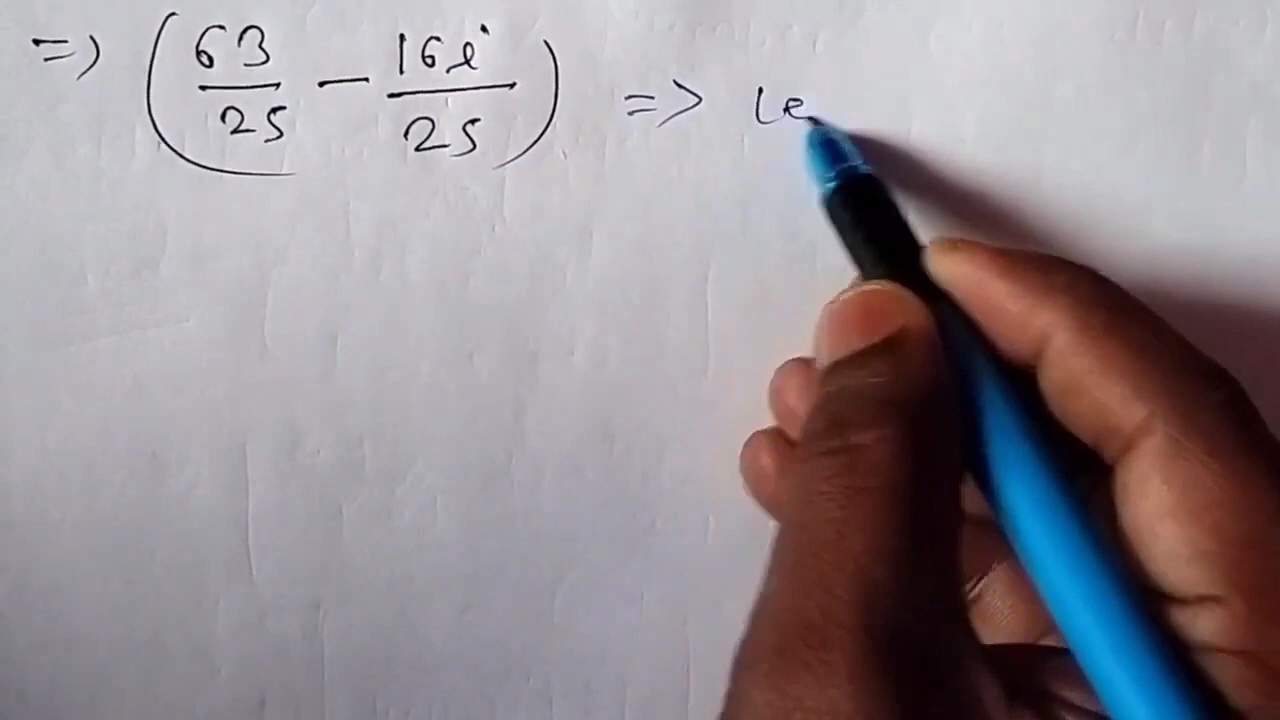 => (63/25 - 16i/25) => le